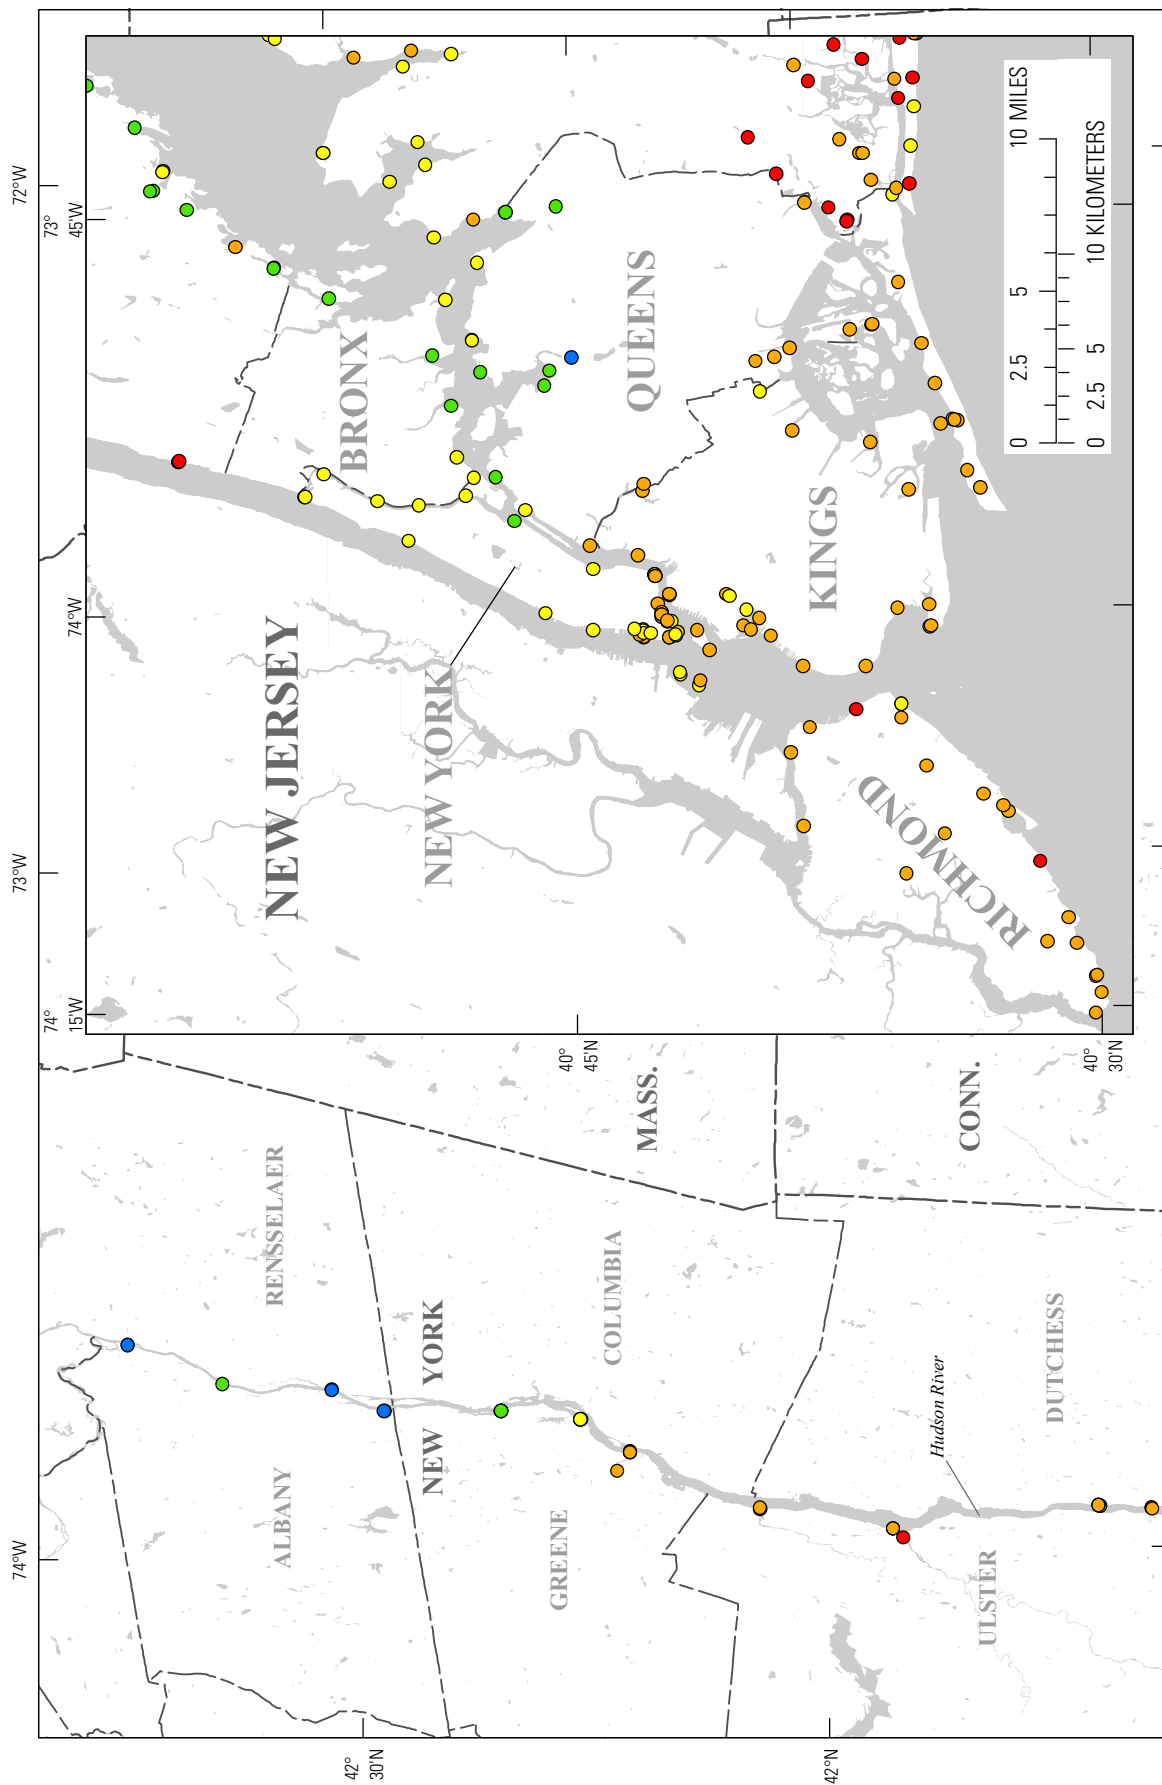 74°W
73°W
72°W
42°
30'N
42°N
ALBANY
RENSSELAER
NEW YORK
GREENE
COLUMBIA
MASS.
CONN.
ULSTER
DUTCHESS
Hudson River
74°
15'W
74°W
73°
45'W
40°
45'N
40°
30'N
NEW JERSEY
NEW YORK
BRONX
QUEENS
KINGS
RICHMOND
0 2.5 5 10 MILES
0 2.5 5 10 KILOMETERS